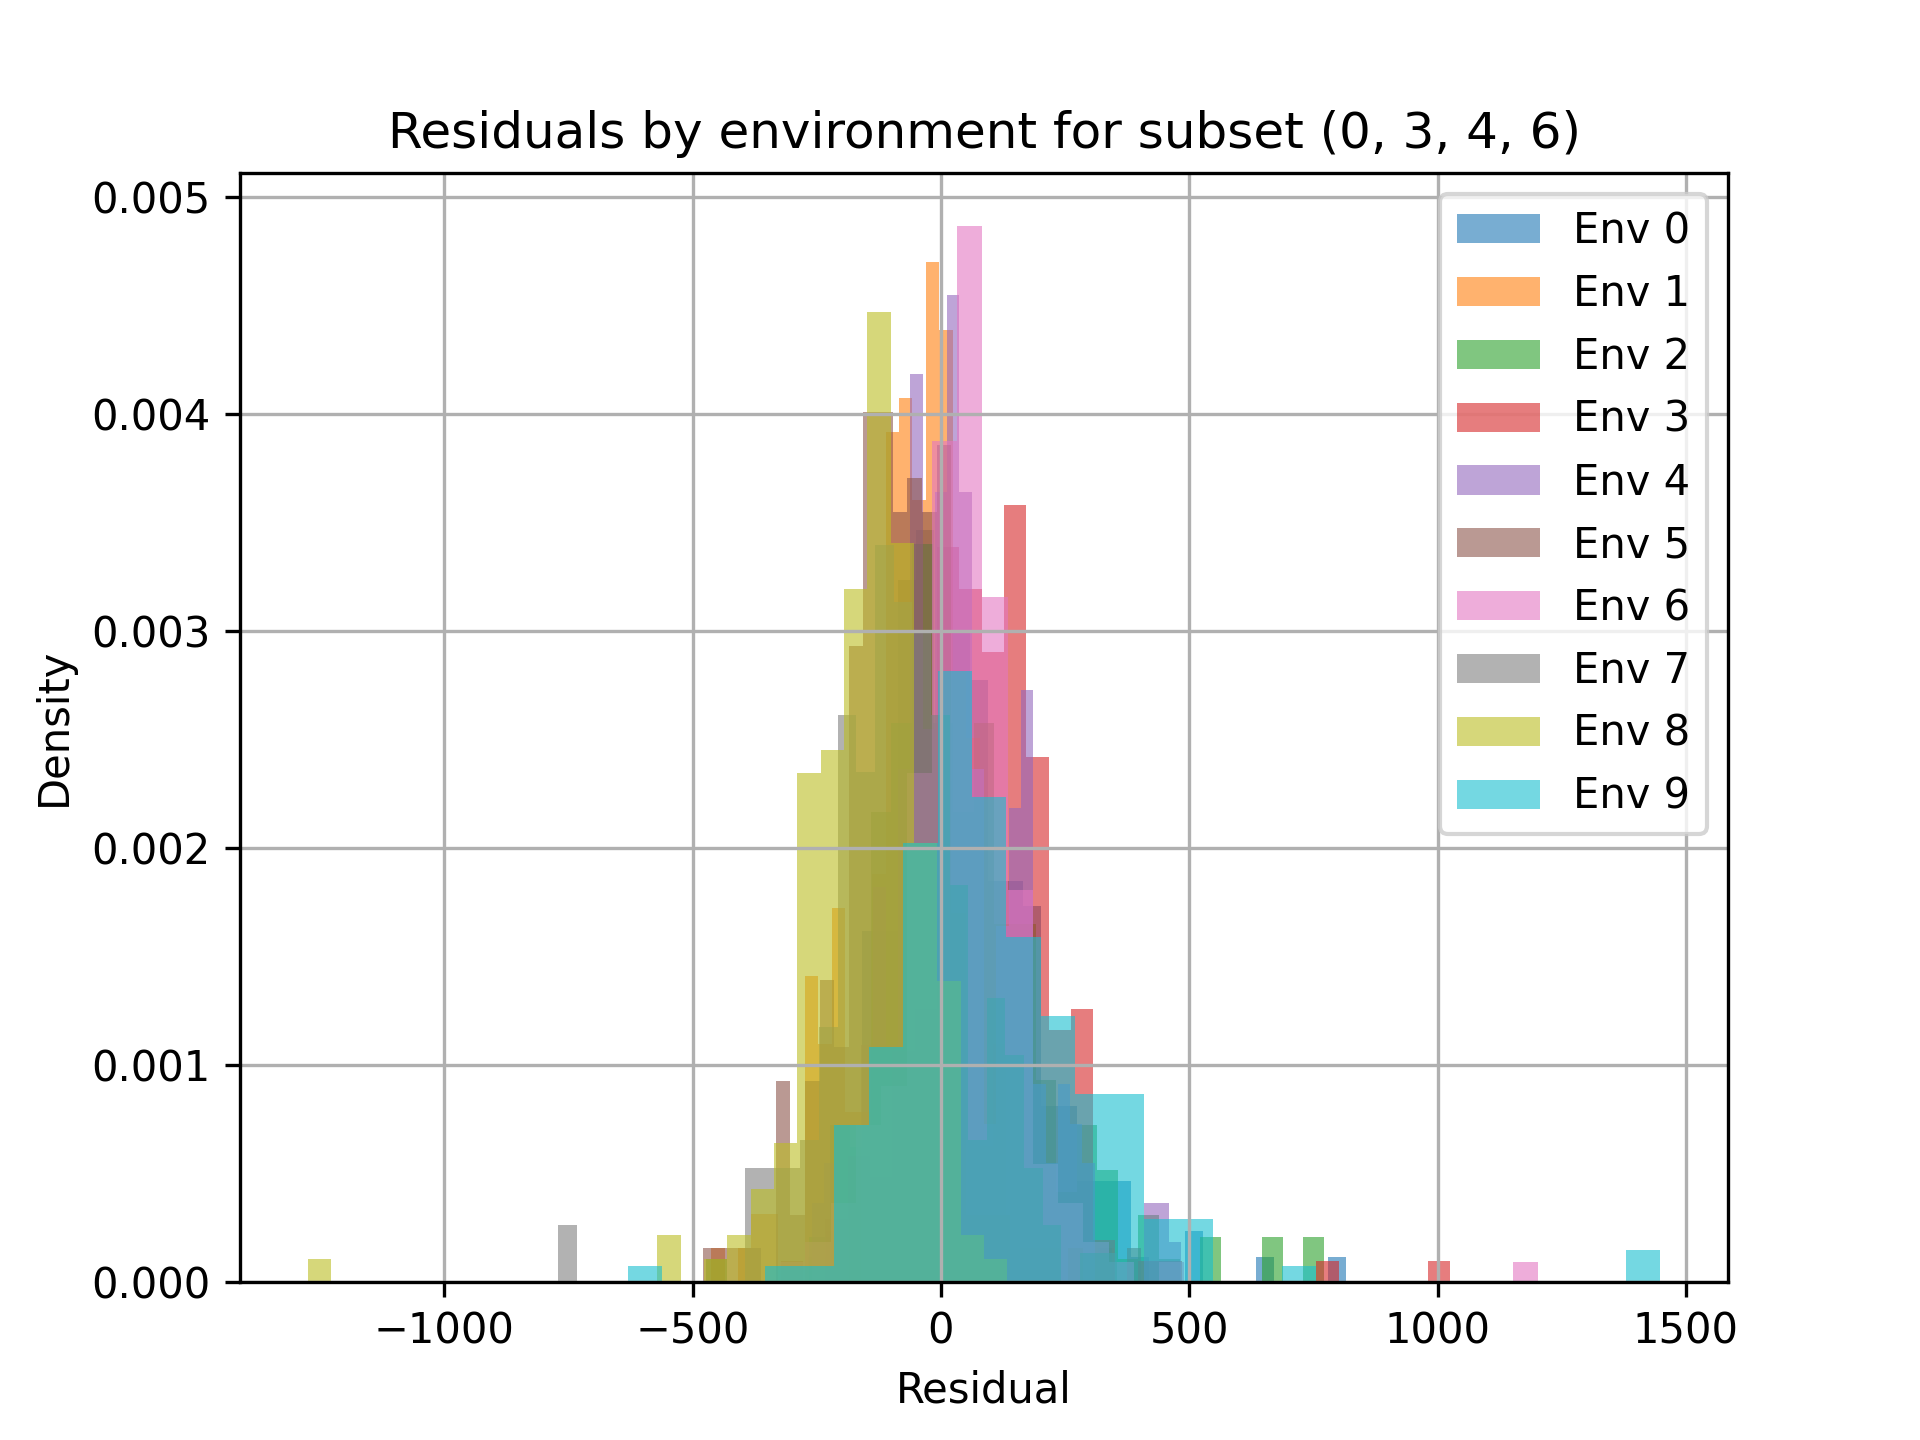 Residuals by environment for subset (0, 3, 4, 6)
0.005
0.004
0.003
0.002
0.001
0.000
Density
Env 0
Env 1
Env 2
Env 3
Env 4
Env 5
Env 6
Env 7
Env 8
Env 9
−1000 −500 0 500 1000 1500
Residual